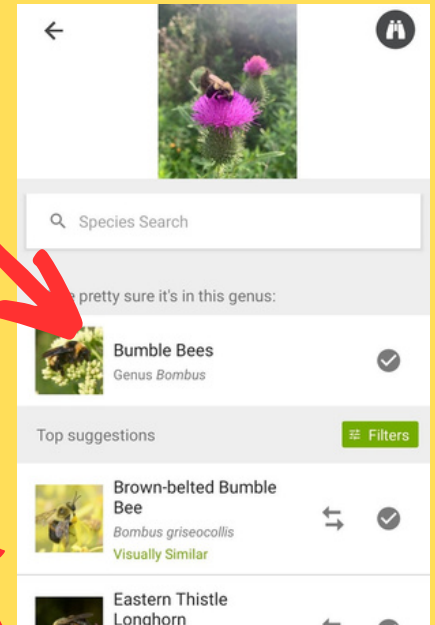 Species Search
pretty sure it's in this genus:
Bumble Bees
Genus Bombus
Top suggestions
Filters
Brown-belted Bumble
Bee
Bombus griseocollis
Visually Similar
Eastern Thistle
Longhorn